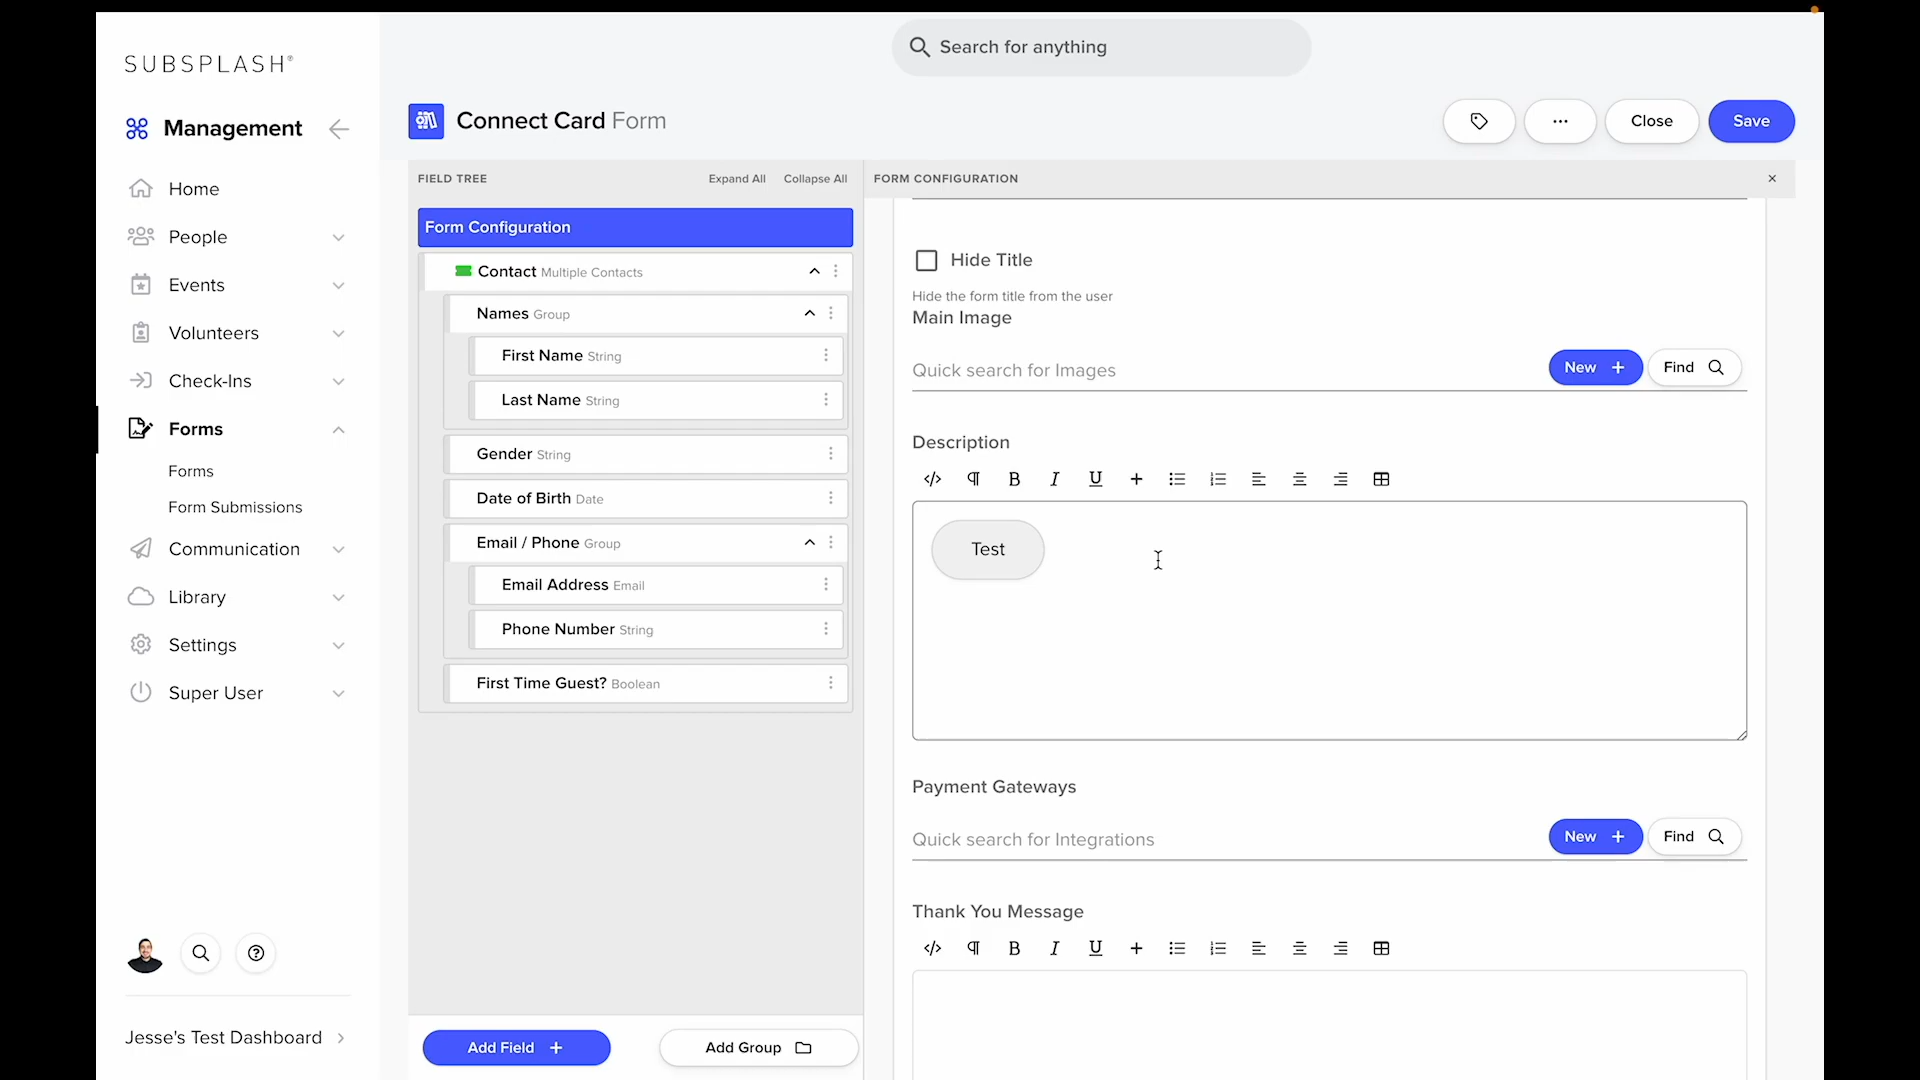 SUBSPLASH®
Management
Home
People
Events
Volunteers
Check-Ins
Forms
Forms
Form Submissions
Communication
Library
Settings
Super User
Jesse's Test Dashboard
Search for anything
Connect Card Form
... Close Save
FIELD TREE Expand All Collapse All
Form Configuration
Contact Multiple Contacts
Names Group
First Name String
Last Name String
Gender String
Date of Birth Date
Email / Phone Group
Email Address Email
Phone Number String
First Time Guest? Boolean
Add Field + Add Group
FORM CONFIGURATION ×
Hide Title
Hide the form title from the user
Main Image
Quick search for Images New + Find
Description
</> ¶ B I U +
Test
Payment Gateways
Quick search for Integrations New + Find
Thank You Message
</> ¶ B I U +